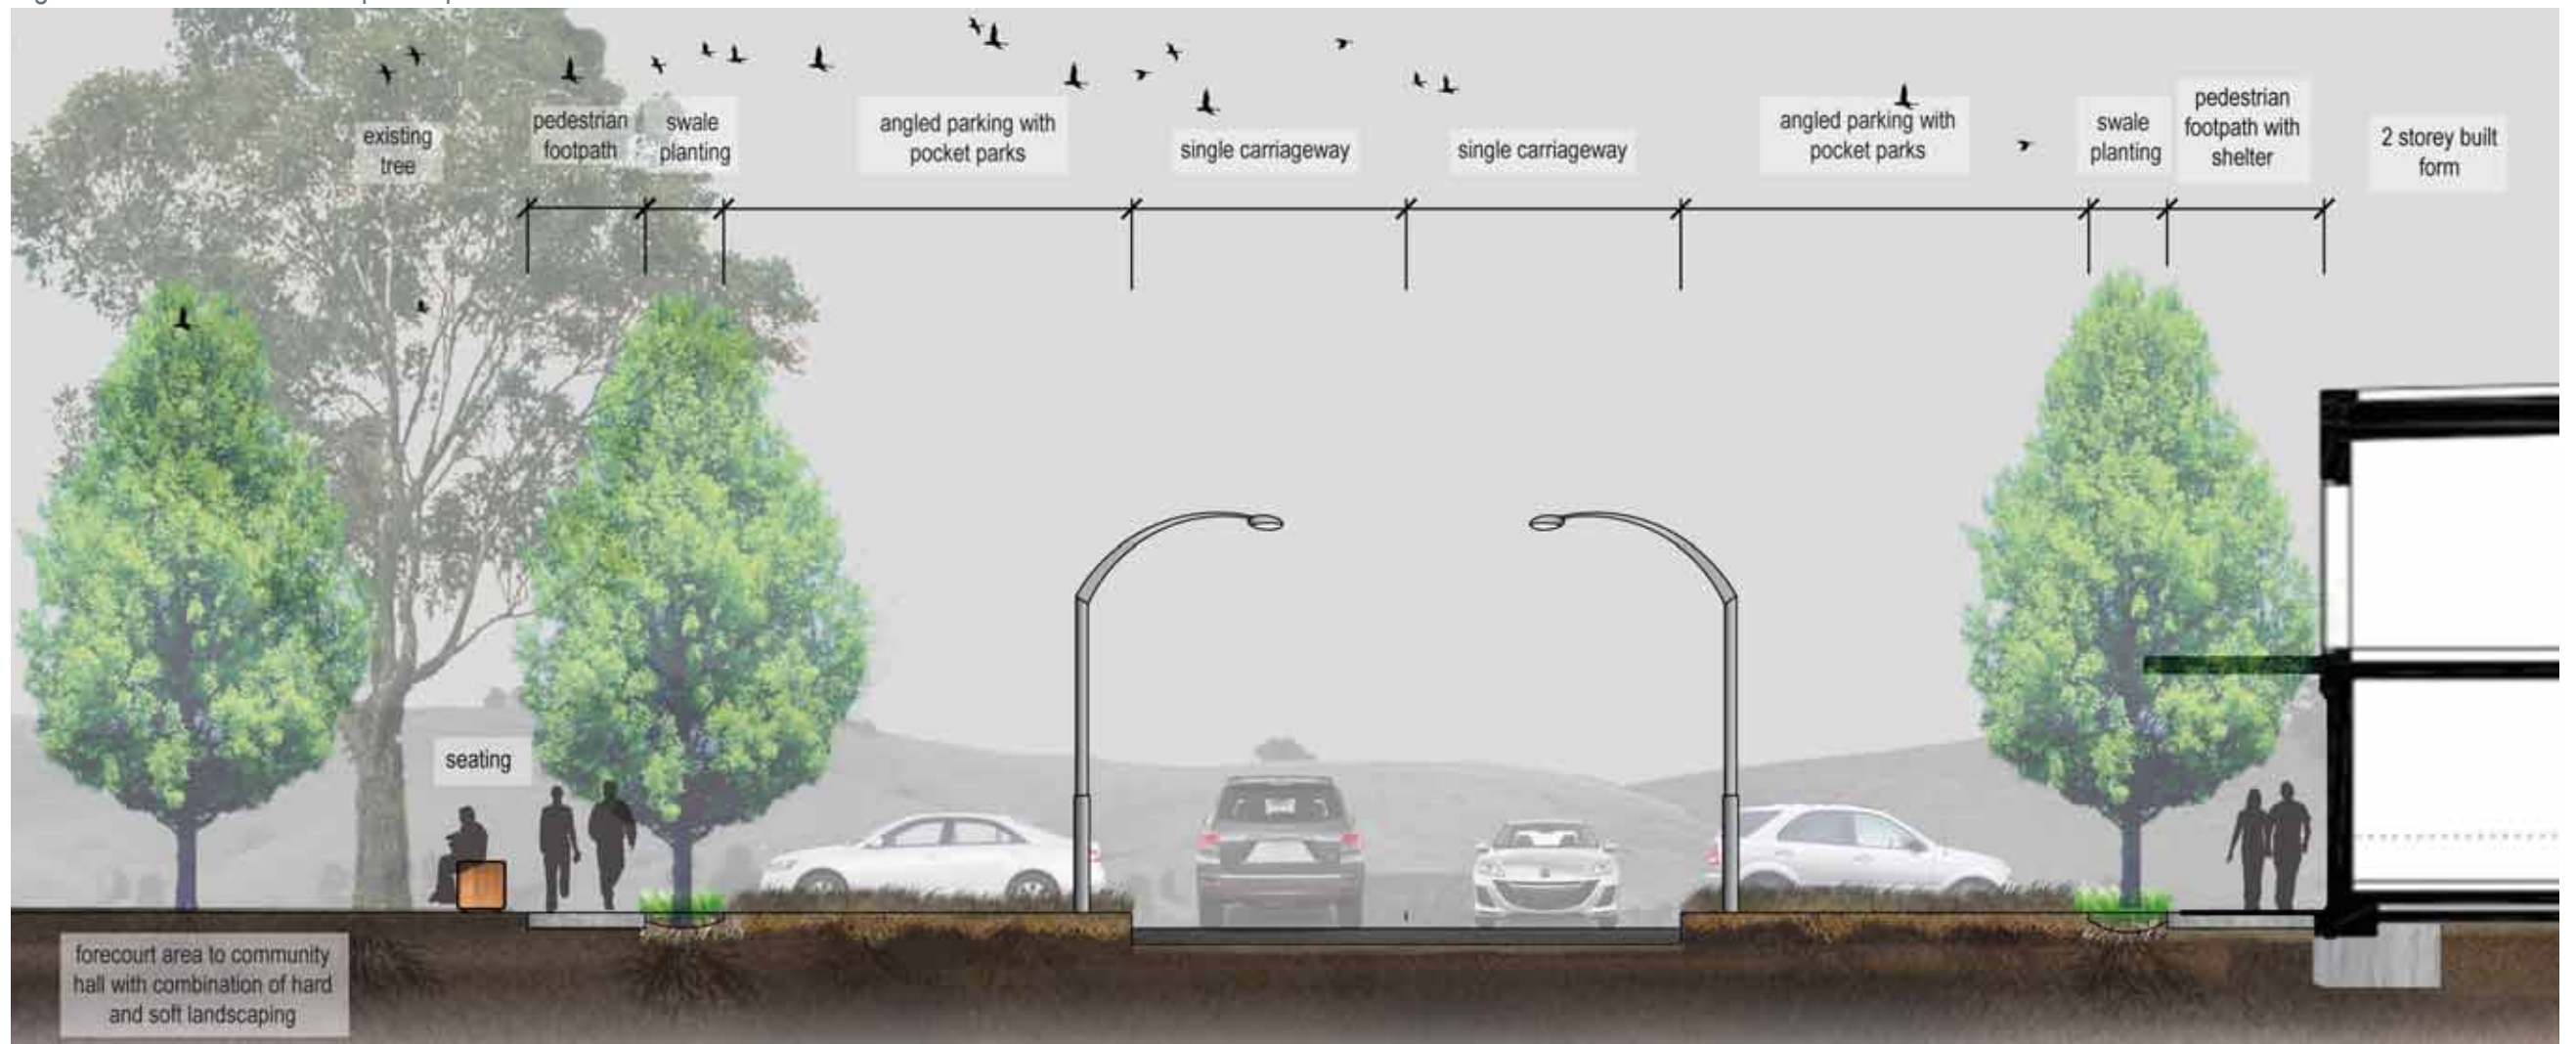 existing
tree
pedestrian
footpath
swale
planting
angled parking with
pocket parks
single carriageway
single carriageway
angled parking with
pocket parks
swale
planting
pedestrian
footpath with
shelter
2 storey built
form
seating
forecourt area to community
hall with combination of hard
and soft landscaping